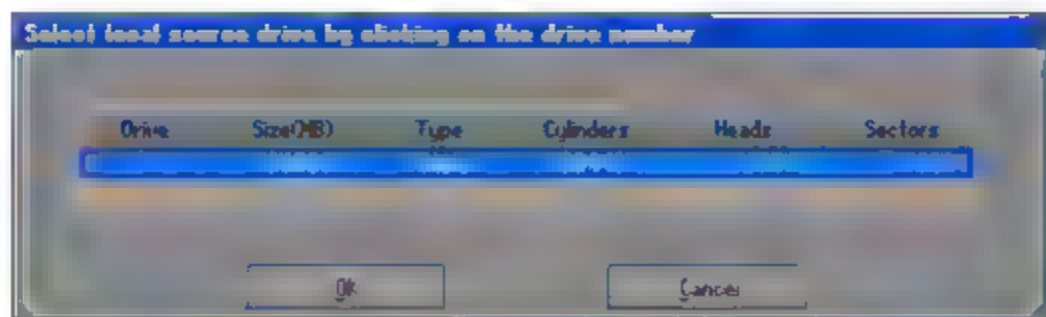 Select local source drive by clicking on the drive number
Drive Size(MB) Type Cylinders Heads Sectors
OK Cancel